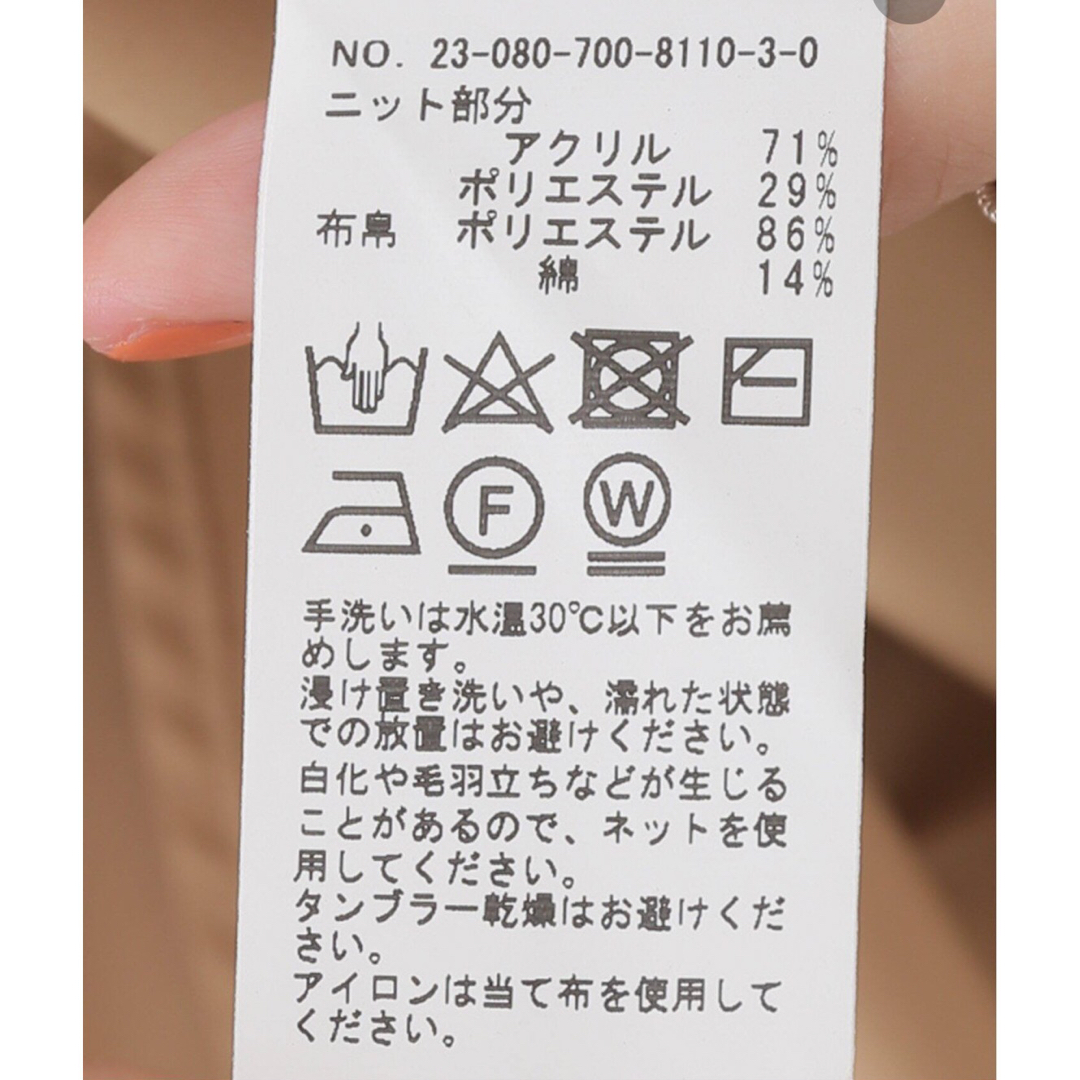 NO. 23-080-700-8110-3-0
ニット部分
アクリル 71%
ポリエステル 29%
布帛 ポリエステル 86%
綿 14%
F W
手洗いは水温30℃以下をお薦
めします。
浸け置き洗いや、濡れた状態
での放置はお避けください。
白化や毛羽立ちなどが生じる
ことがあるので、ネットを使
用してください。
タンブラー乾燥はお避けくだ
さい。
アイロンは当て布を使用して
ください。